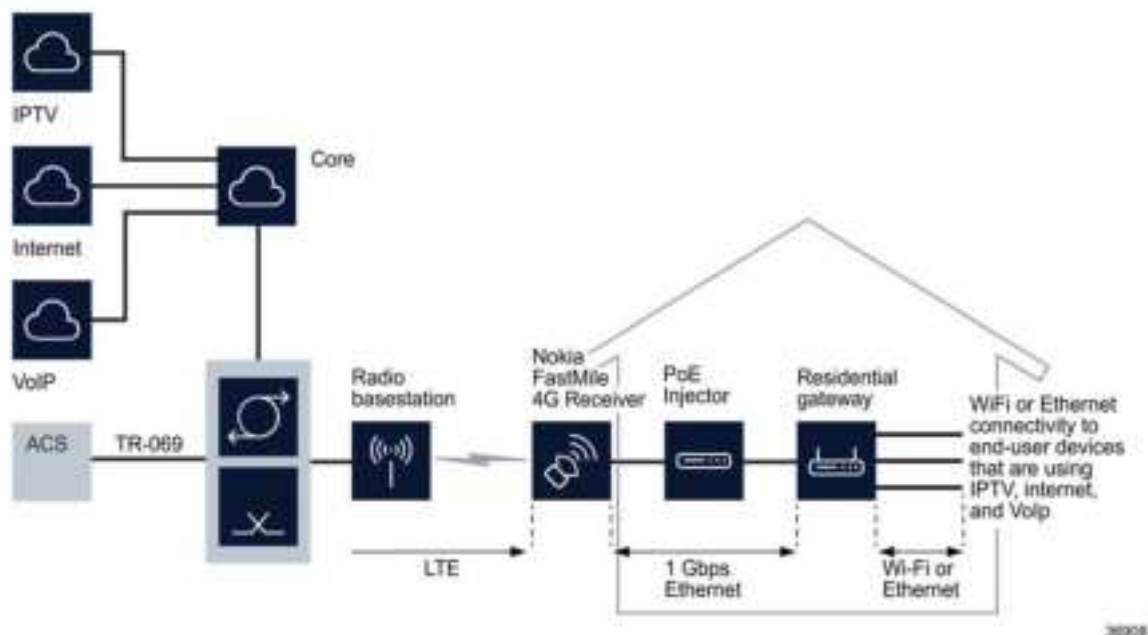 IPTV
Core
Internet
VoIP
ACS
TR-069
Radio
basestation
Nokia
FastMile
4G Receiver
PoE
Injector
Residential
gateway
WiFi or Ethernet
connectivity to
end-user devices
that are using
IPTV, internet,
and VoIp
LTE
1 Gbps
Ethernet
Wi-Fi or
Ethernet